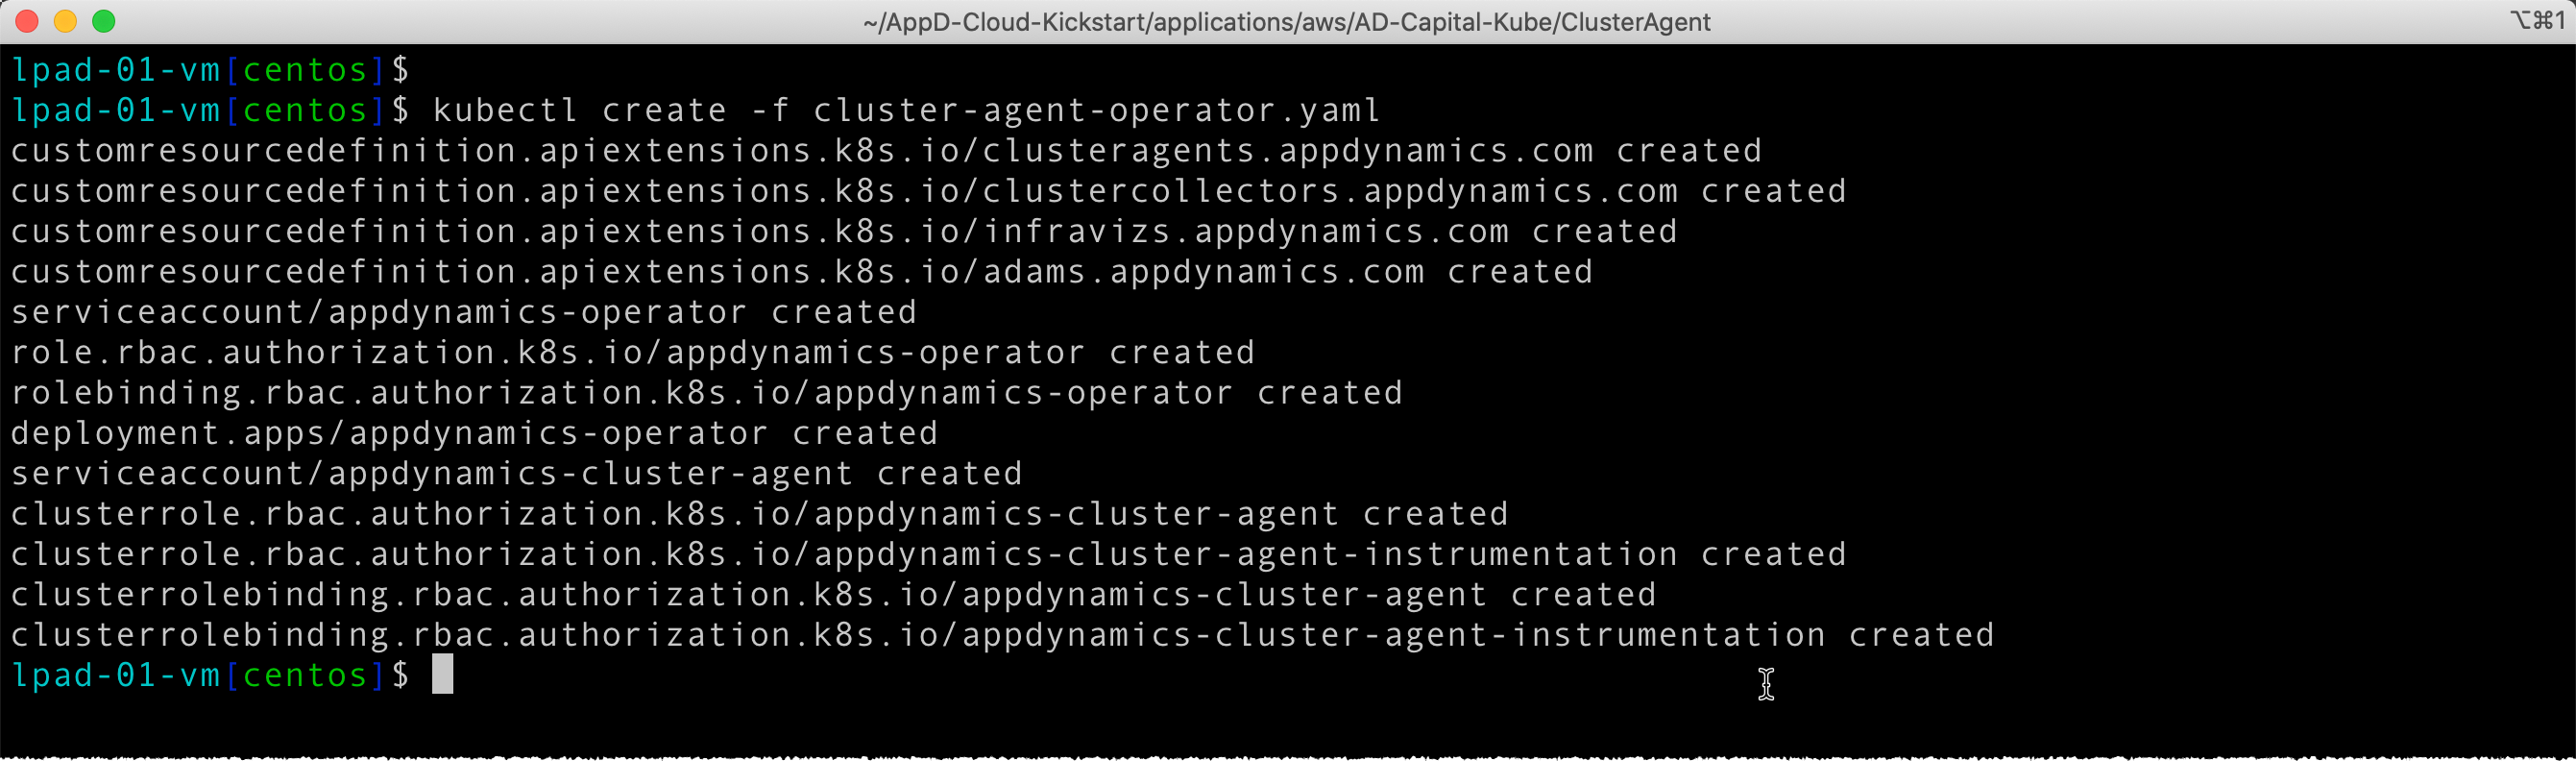 ~/AppD-Cloud-Kickstart/applications/aws/AD-Capital-Kube/ClusterAgent
⌥⌘1
lpad-01-vm[centos]$
lpad-01-vm[centos]$ kubectl create -f cluster-agent-operator.yaml
customresourcedefinition.apiextensions.k8s.io/clusteragents.appdynamics.com created
customresourcedefinition.apiextensions.k8s.io/clustercollectors.appdynamics.com created
customresourcedefinition.apiextensions.k8s.io/infravizs.appdynamics.com created
customresourcedefinition.apiextensions.k8s.io/adams.appdynamics.com created
serviceaccount/appdynamics-operator created
role.rbac.authorization.k8s.io/appdynamics-operator created
rolebinding.rbac.authorization.k8s.io/appdynamics-operator created
deployment.apps/appdynamics-operator created
serviceaccount/appdynamics-cluster-agent created
clusterrole.rbac.authorization.k8s.io/appdynamics-cluster-agent created
clusterrole.rbac.authorization.k8s.io/appdynamics-cluster-agent-instrumentation created
clusterrolebinding.rbac.authorization.k8s.io/appdynamics-cluster-agent created
clusterrolebinding.rbac.authorization.k8s.io/appdynamics-cluster-agent-instrumentation created
lpad-01-vm[centos]$